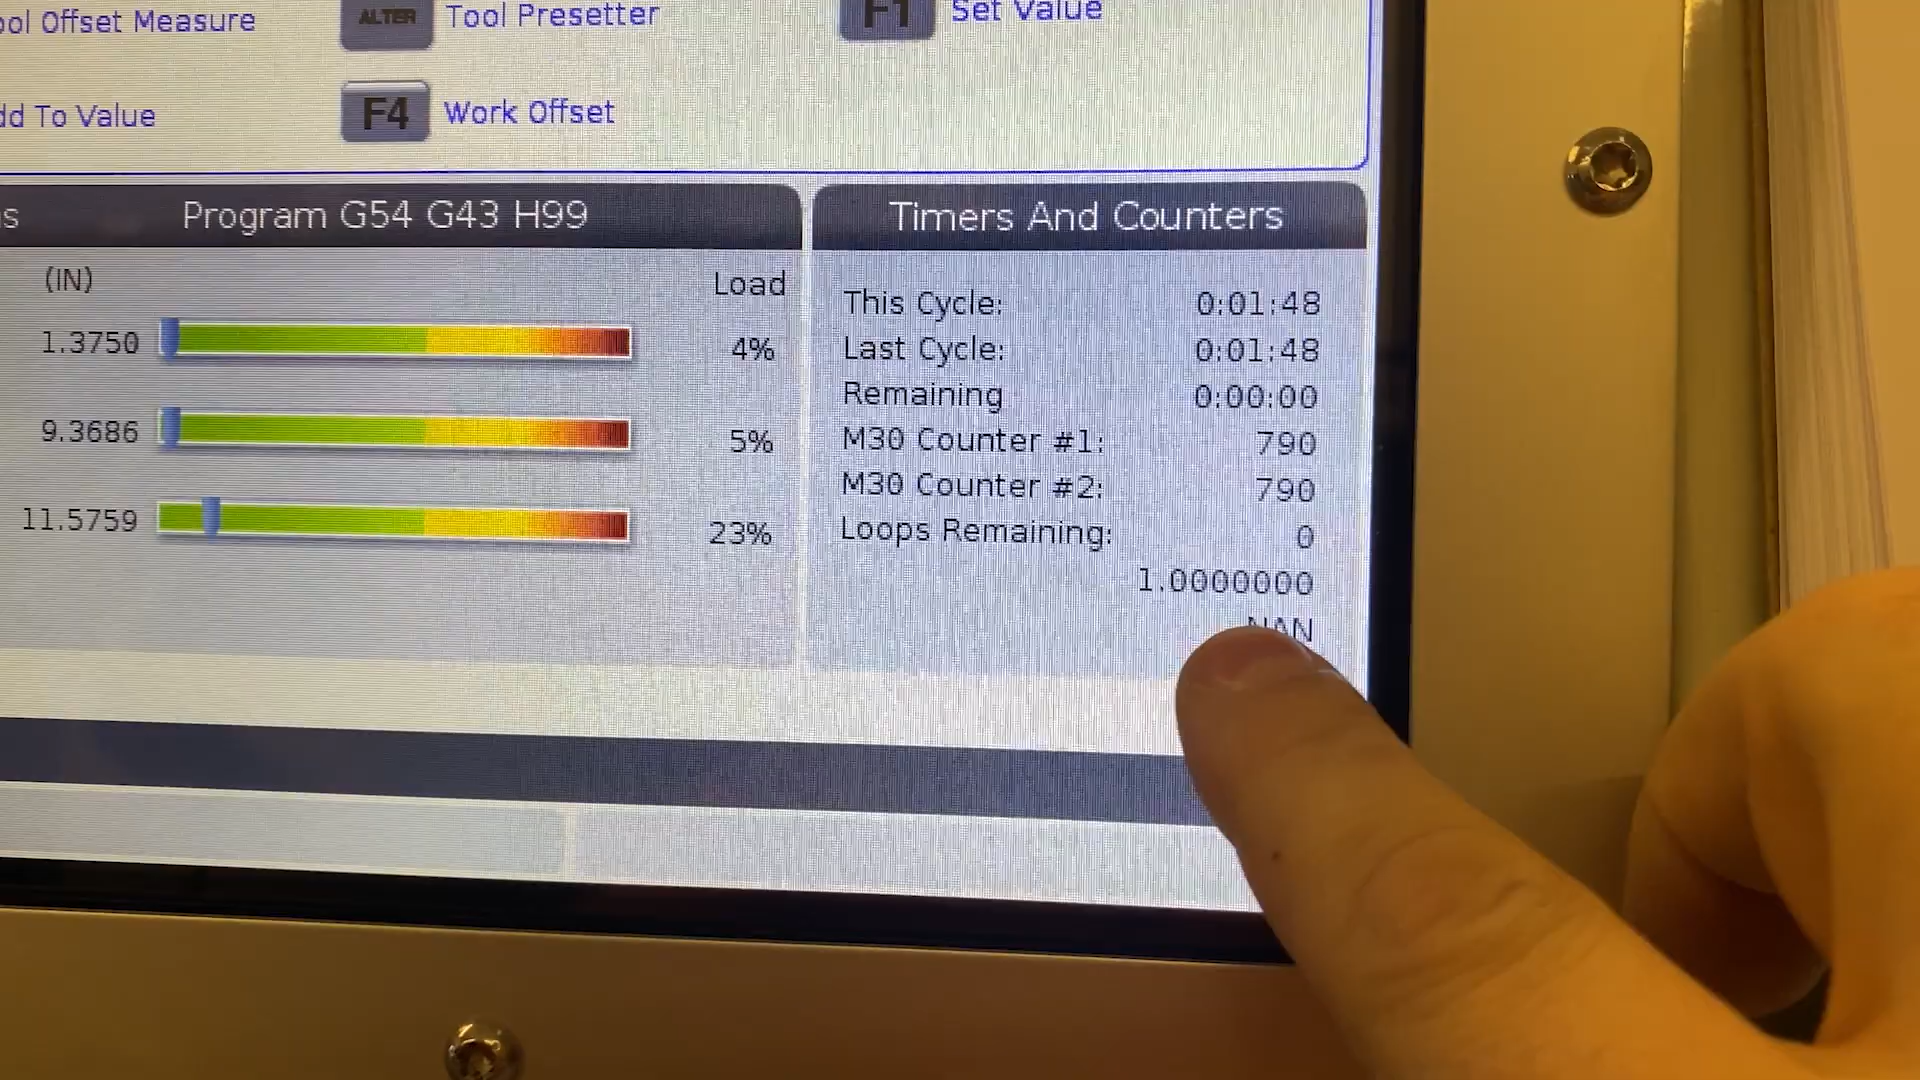 ool Offset Measure
ALTER Tool Presetter
F1 Set Value
dd To Value
F4 Work Offset
s
Program G54 G43 H99
(IN)
Load
1.3750
4%
9.3686
5%
11.5759
23%
Timers And Counters
This Cycle: 0:01:48
Last Cycle: 0:01:48
Remaining 0:00:00
M30 Counter #1: 790
M30 Counter #2: 790
Loops Remaining: 0
1.0000000
NAN